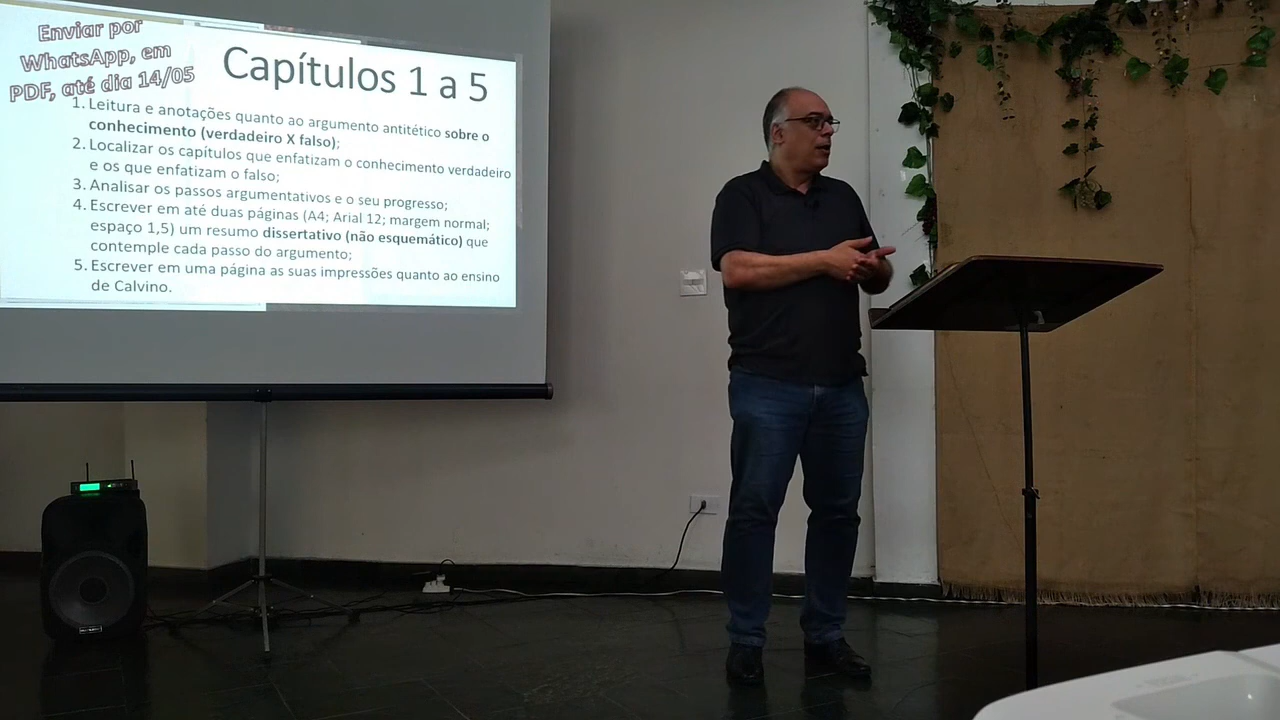 Enviar por
WhatsApp, em
PDF, até dia 14/05
Capítulos 1 a 5
1. Leitura e anotações quanto ao argumento antitético sobre o
conhecimento (verdadeiro X falso);
2. Localizar os capítulos que enfatizam o conhecimento verdadeiro
e os que enfatizam o falso;
3. Analisar os passos argumentativos e o seu progresso;
4. Escrever em até duas páginas (A4; Arial 12; margem normal;
espaço 1,5) um resumo dissertativo (não esquemático) que
contemple cada passo do argumento;
5. Escrever em uma página as suas impressões quanto ao ensino
de Calvino.